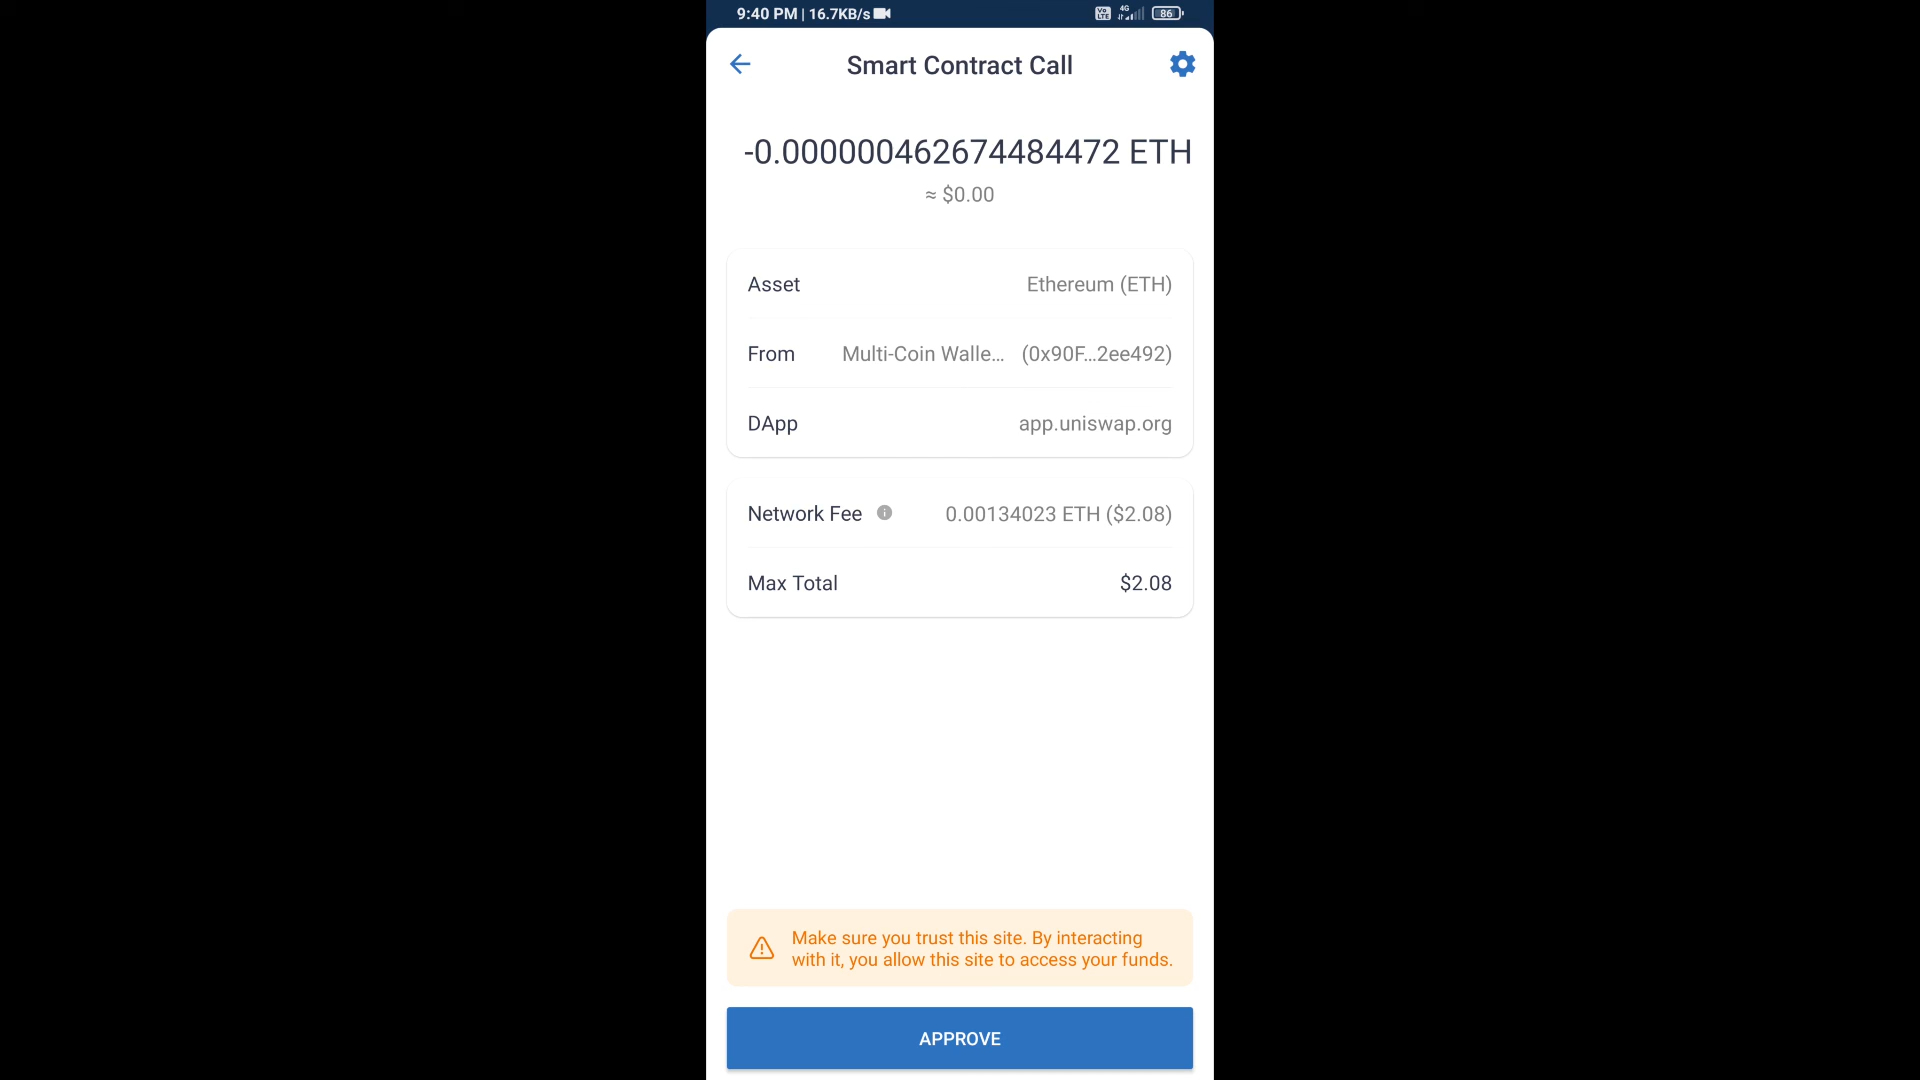 9:40 PM | 16.7KB/s
Vo LTE 4G 86
Smart Contract Call
-0.000000462674484472 ETH
≈ $0.00
Asset Ethereum (ETH)
From Multi-Coin Walle... (0x90F...2ee492)
DApp app.uniswap.org
Network Fee 0.00134023 ETH ($2.08)
Max Total $2.08
Make sure you trust this site. By interacting
with it, you allow this site to access your funds.
APPROVE